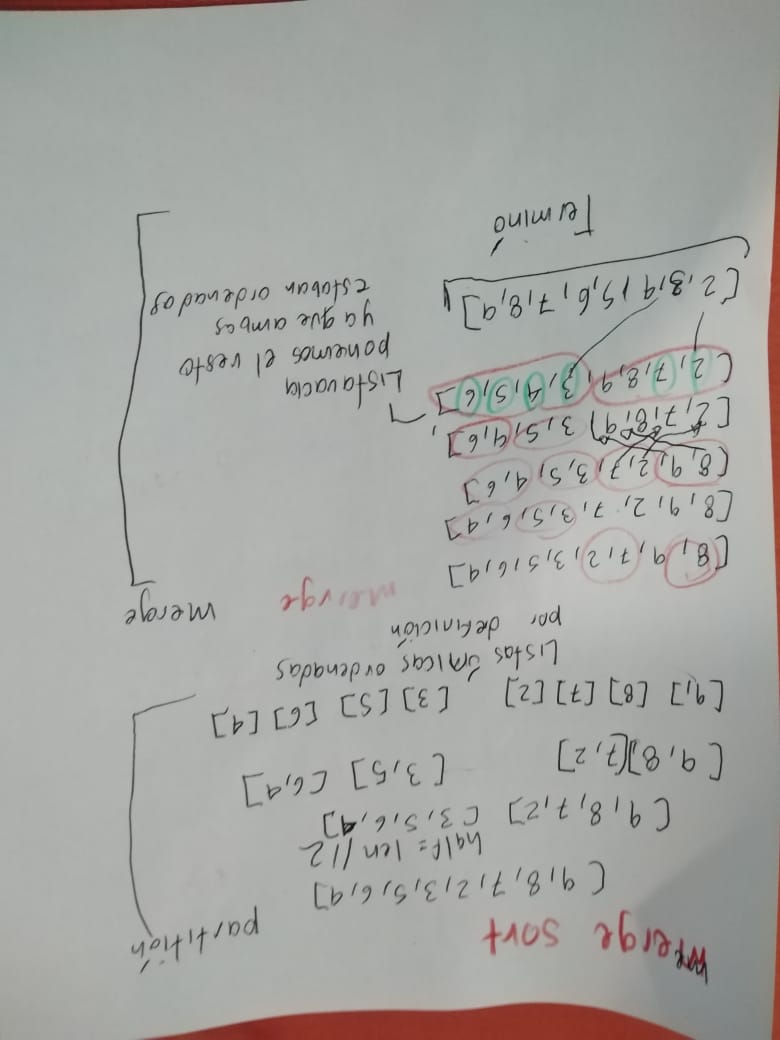 merge sort
partition
[9,8,7,2,3,5,6,4]
half = len//2
[9,8,7,2] [3,5,6,4]
[9,8][7,2] [3,5] [6,4]
[9,] [8] [7] [2] [3] [5] [6] [4]
Listas únicas ordenadas
por definición
merge
merge
[8,9,7,2,7,3,5,6,4]
[8,9,2,7,3,5,6,4]
[8,9,2,7,3,5,4,6]
[2,7,8,9,3,5,4,6]
[2,7,8,9,3,4,5,6]
Lista vacía
ponemos el resto
ya que ambas
estaban ordenadas
[2,3,4,5,6,7,8,9]
Terminó